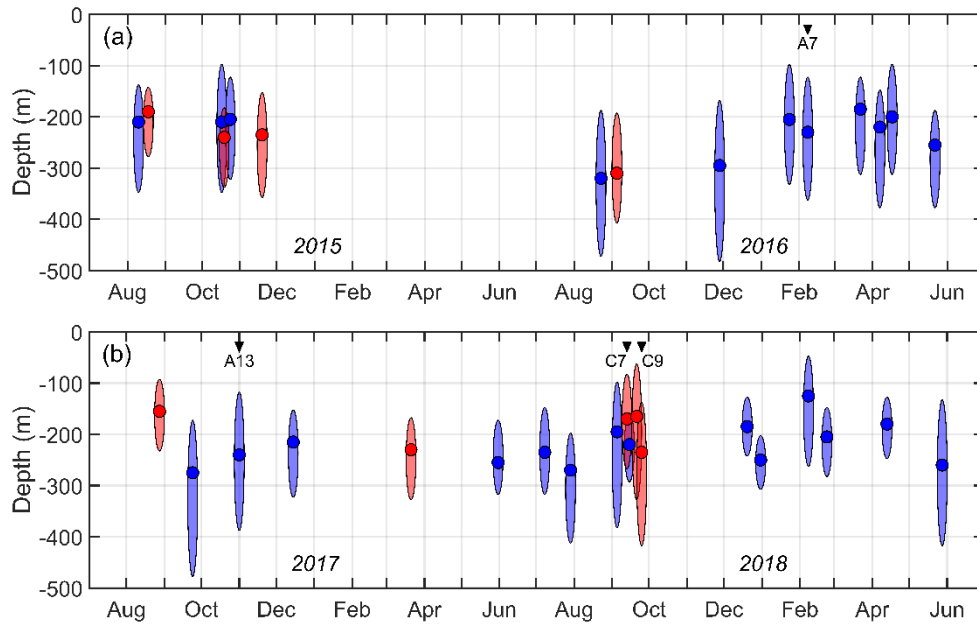 (a)
A7
0
-100
-200
-300
-400
-500
Depth (m)
2015
2016
Aug Oct Dec Feb Apr Jun Aug Oct Dec Feb Apr Jun
(b)
A13
C7
C9
0
-100
-200
-300
-400
-500
Depth (m)
2017
2018
Aug Oct Dec Feb Apr Jun Aug Oct Dec Feb Apr Jun